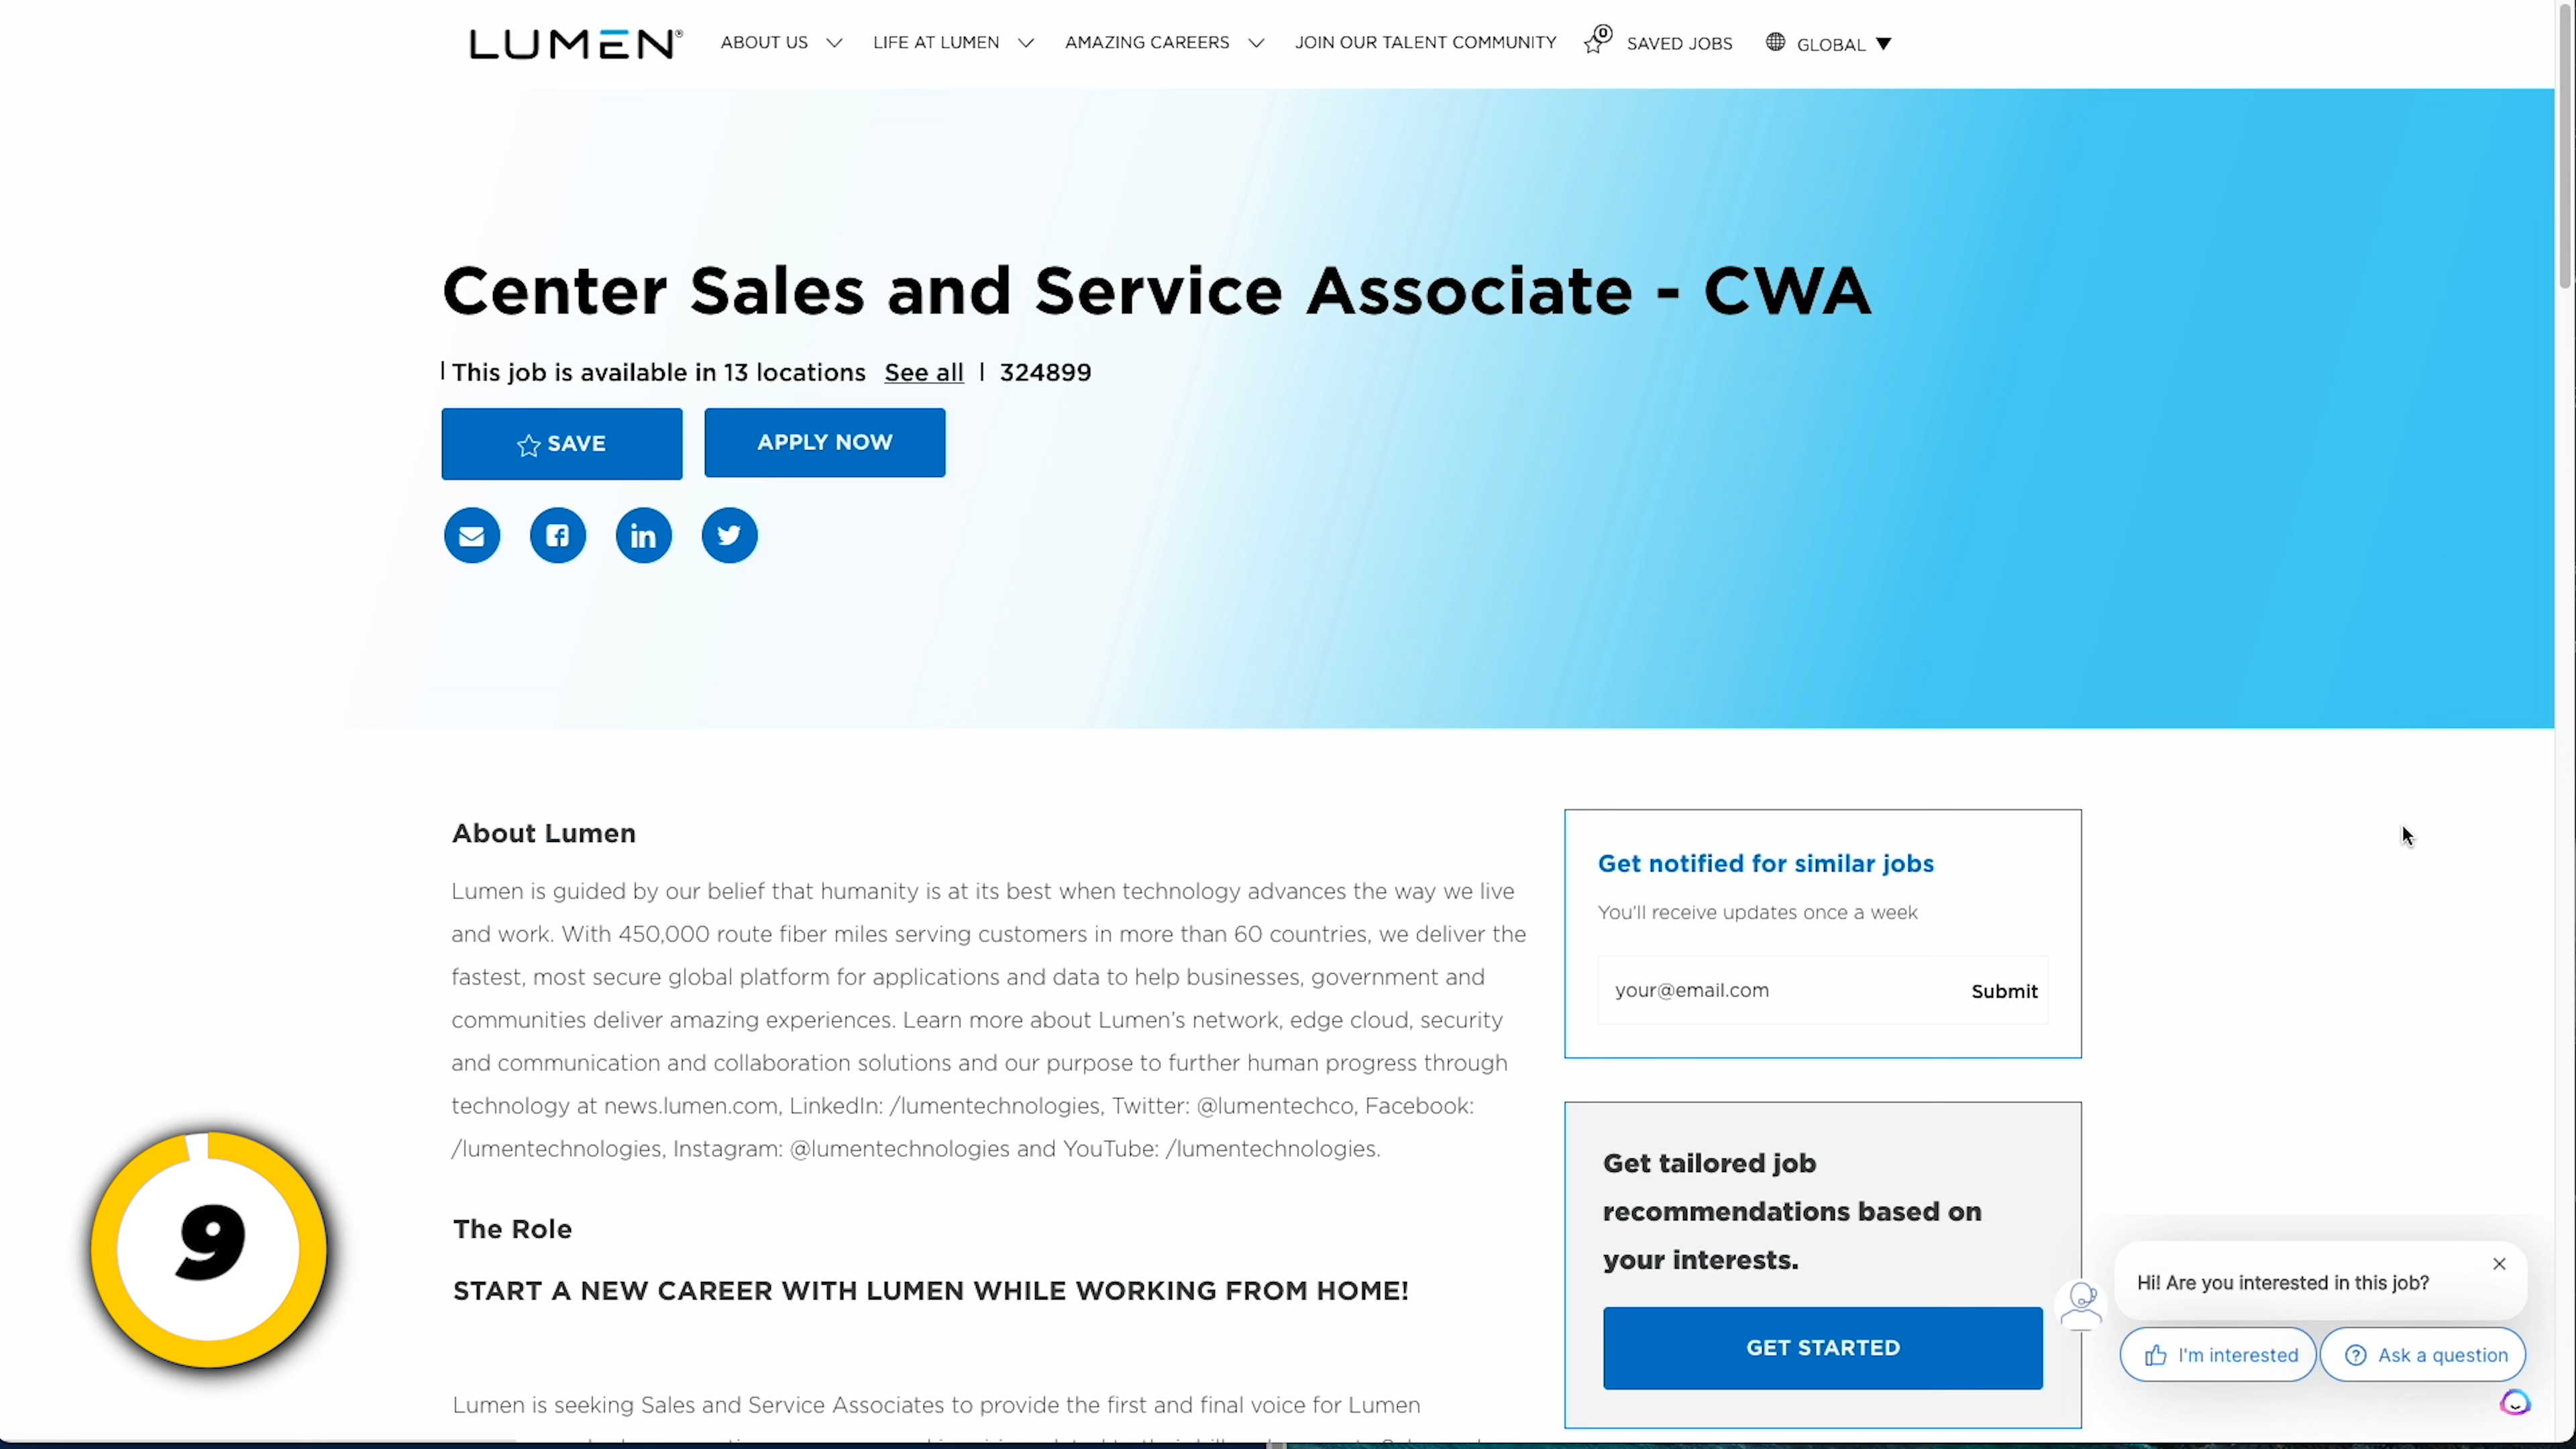 LUMEN®
ABOUT US
LIFE AT LUMEN
AMAZING CAREERS
JOIN OUR TALENT COMMUNITY
0
SAVED JOBS
GLOBAL
Center Sales and Service Associate - CWA
This job is available in 13 locations See all | 324899
SAVE
APPLY NOW
About Lumen
Lumen is guided by our belief that humanity is at its best when technology advances the way we live
and work. With 450,000 route fiber miles serving customers in more than 60 countries, we deliver the
fastest, most secure global platform for applications and data to help businesses, government and
communities deliver amazing experiences. Learn more about Lumen's network, edge cloud, security
and communication and collaboration solutions and our purpose to further human progress through
technology at news.lumen.com, LinkedIn: /lumentechnologies, Twitter: @lumentechco, Facebook:
/lumentechnologies, Instagram: @lumentechnologies and YouTube: /lumentechnologies.
The Role
START A NEW CAREER WITH LUMEN WHILE WORKING FROM HOME!
Lumen is seeking Sales and Service Associates to provide the first and final voice for Lumen
Get notified for similar jobs
You'll receive updates once a week
your@email.com
Submit
Get tailored job
recommendations based on
your interests.
GET STARTED
Hi! Are you interested in this job?
I'm interested
Ask a question
9